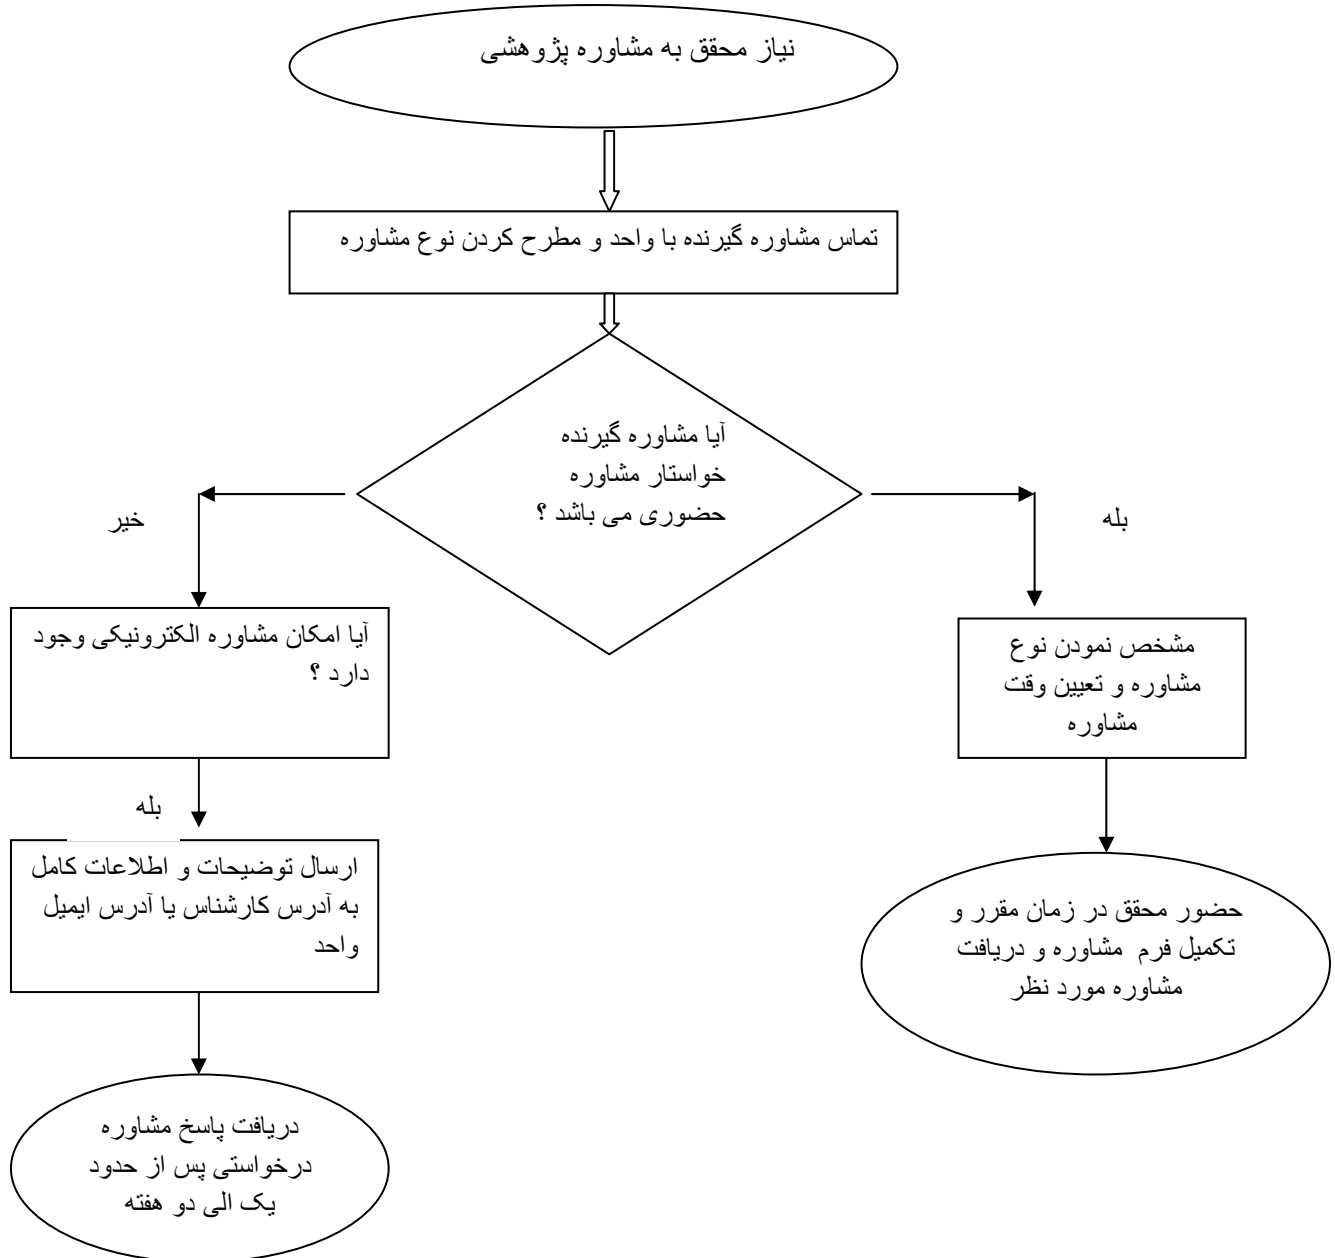 نیاز محقق به مشاوره پژوهشی
تماس مشاوره گیرنده با واحد و مطرح کردن نوع مشاوره
آیا مشاوره گیرنده
خواستار مشاوره
حضوری می باشد ؟
بله
خیر
مشخص نمودن نوع
مشاوره و تعیین وقت
مشاوره
حضور محقق در زمان مقرر و
تکمیل فرم مشاوره و دریافت
مشاوره مورد نظر
آیا امکان مشاوره الکترونیکی وجود
دارد ؟
بله
ارسال توضیحات و اطلاعات کامل
به آدرس کارشناس یا آدرس ایمیل
واحد
دریافت پاسخ مشاوره
درخواستی پس از حدود
یک الی دو هفته